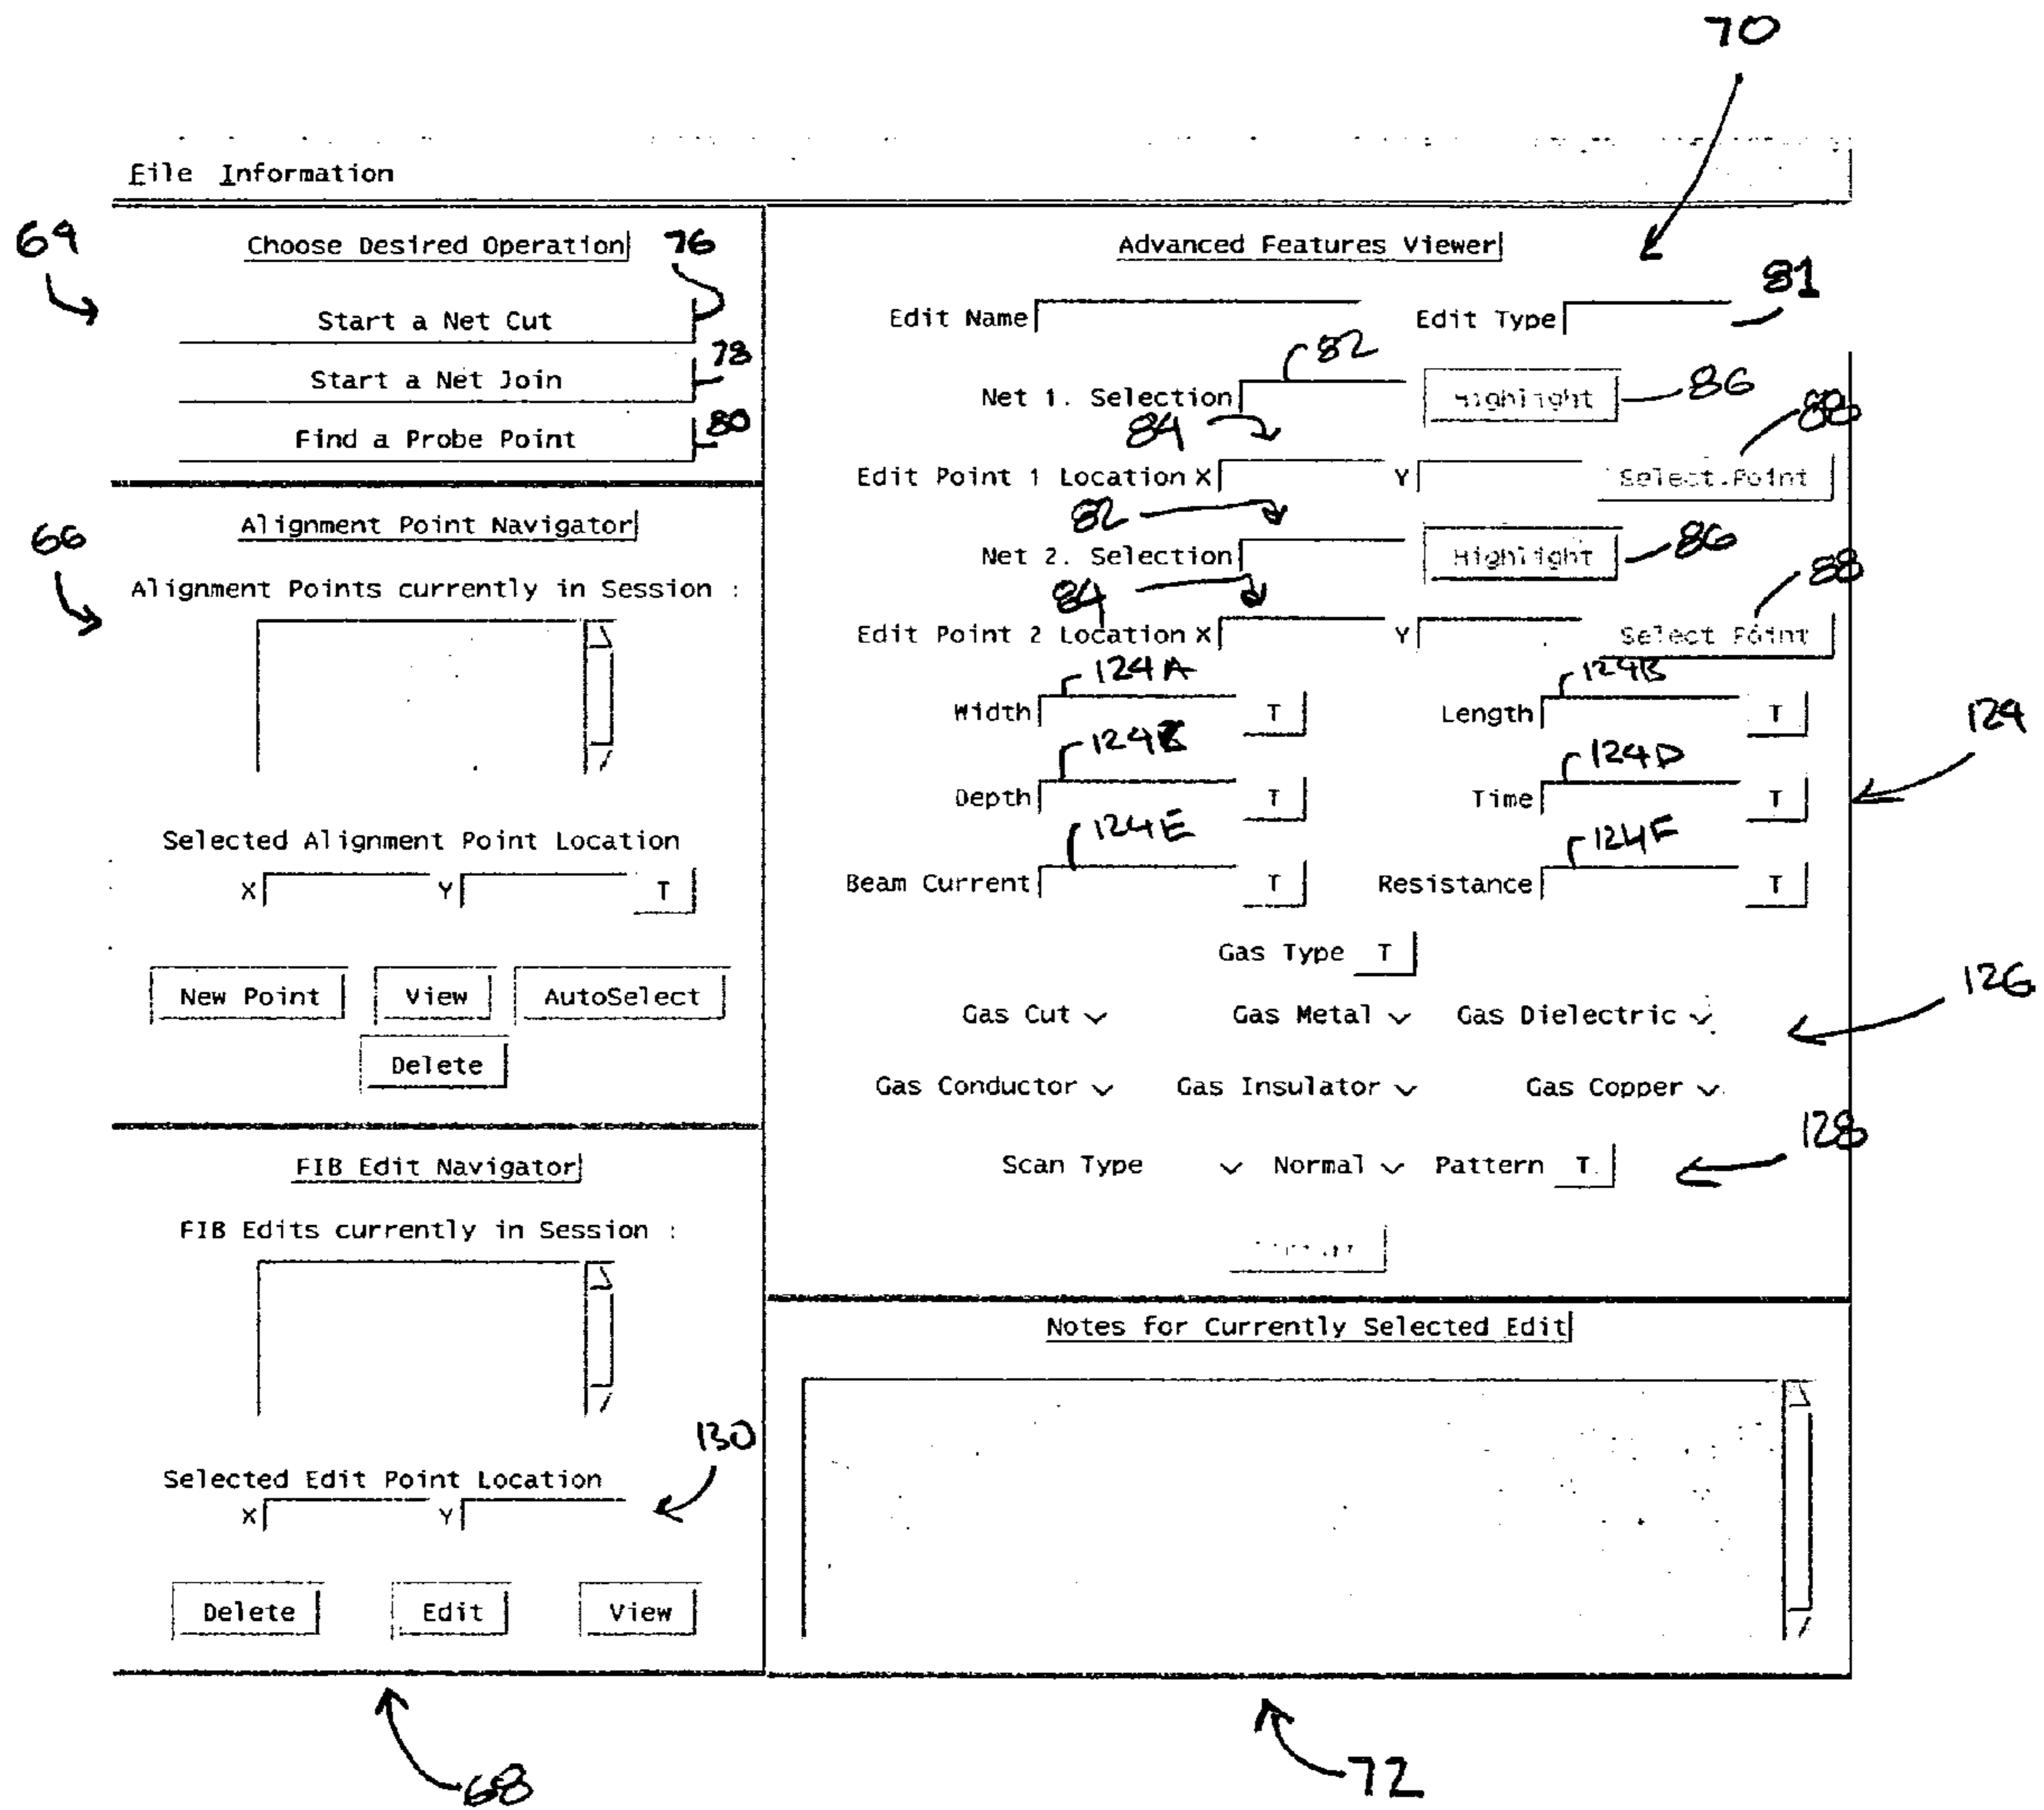 70
File Information
64
Choose Desired Operation
76
Start a Net Cut
78
Start a Net Join
80
Find a Probe Point
66
Alignment Point Navigator
Alignment Points currently in Session :
Selected Alignment Point Location
X Y T
New Point View AutoSelect
Delete
FIB Edit Navigator
FIB Edits currently in Session :
130
Selected Edit Point Location
X Y
Delete Edit View
68
Advanced Features Viewer
81
Edit Name Edit Type
82
Net 1. Selection Highlight 86
84 88
Edit Point 1 Location X Y Select Point
82
Net 2. Selection Highlight 86
84 88
Edit Point 2 Location X Y Select Point
124A 124B
Width T Length T
124
124C 124D
Depth T Time T
124E 124F
Beam Current T Resistance T
Gas Type T
126
Gas Cut Gas Metal Gas Dielectric
Gas Conductor Gas Insulator Gas Copper
128
Scan Type Normal Pattern T
Notes for Currently Selected Edit
72